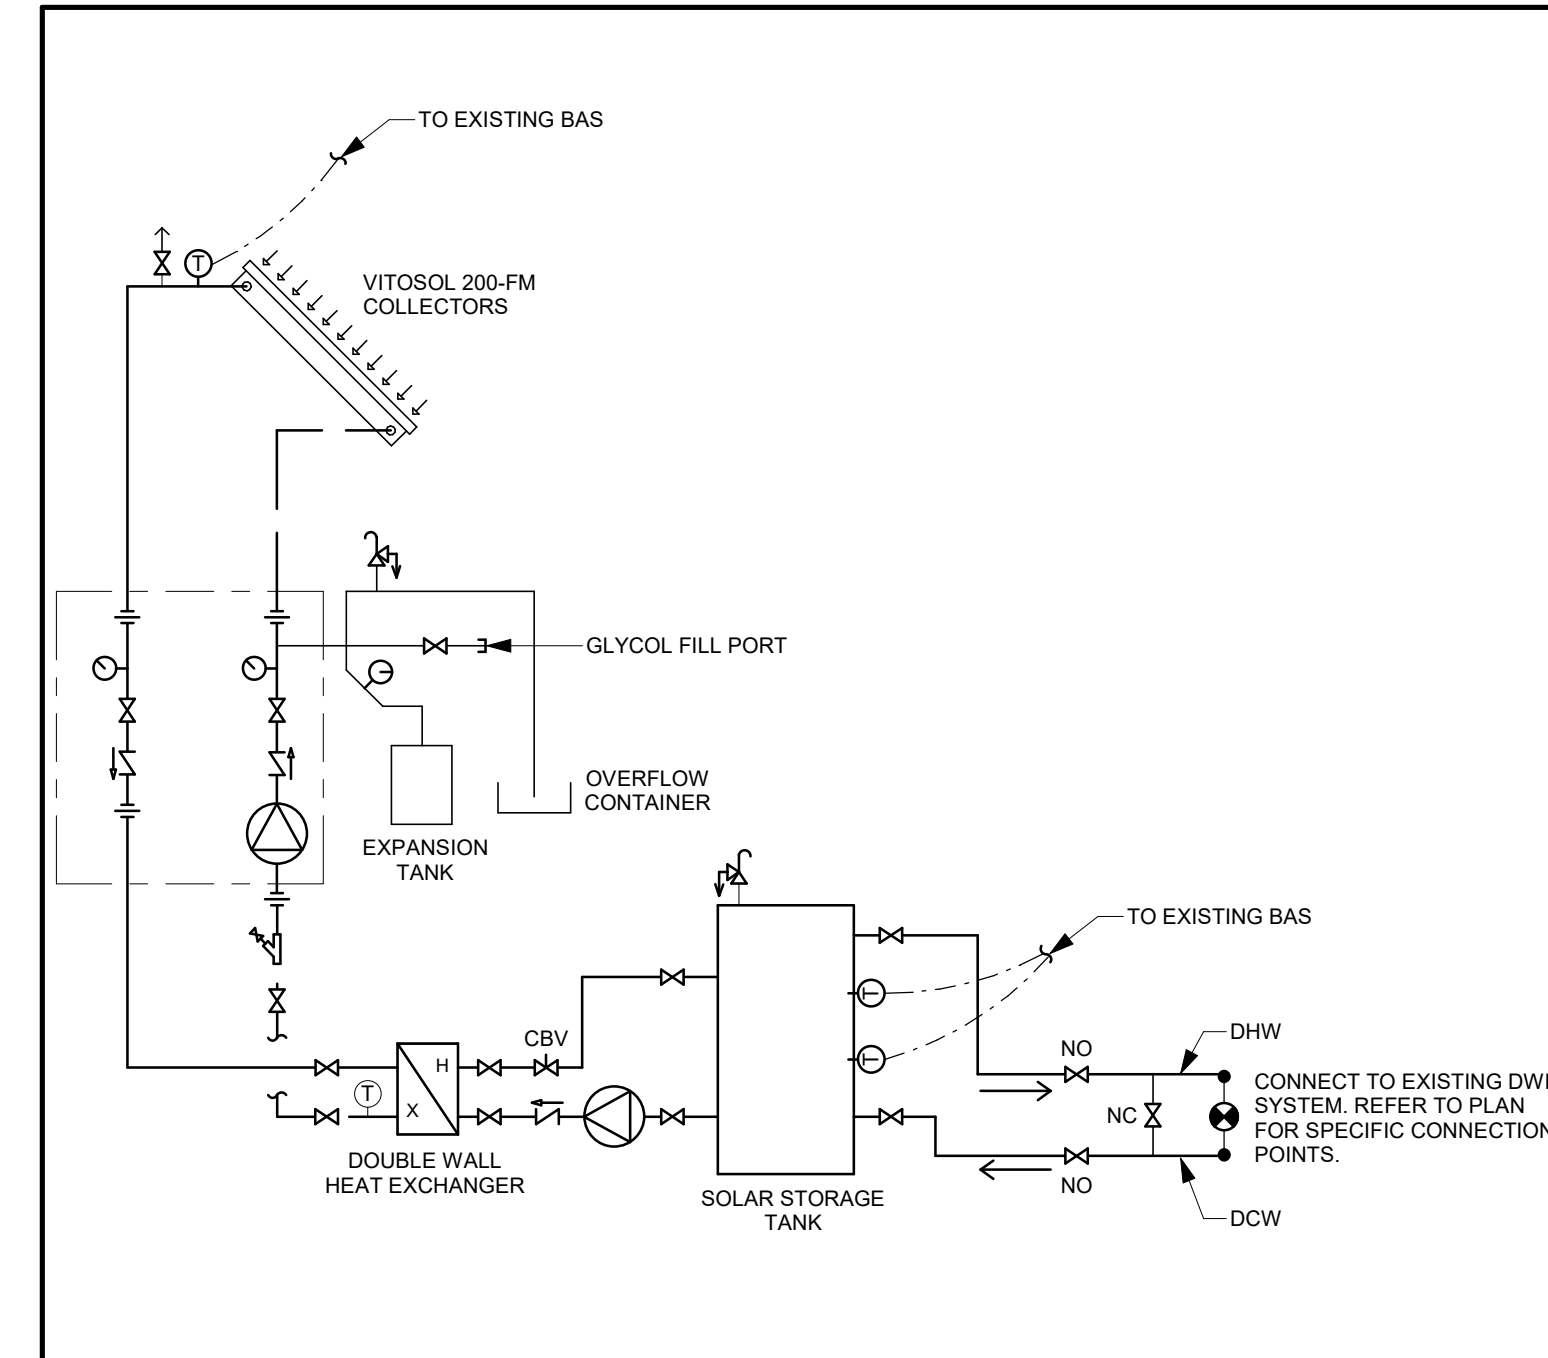 TO EXISTING BAS
T
VITOSOL 200-FM
COLLECTORS
GLYCOL FILL PORT
OVERFLOW
CONTAINER
EXPANSION
TANK
TO EXISTING BAS
T
T
CBV
H
X
T
DOUBLE WALL
HEAT EXCHANGER
SOLAR STORAGE
TANK
NO
DHW
NC
CONNECT TO EXISTING
SYSTEM. REFER TO PLAN
FOR SPECIFIC CONNECTION
POINTS.
NO
DCW